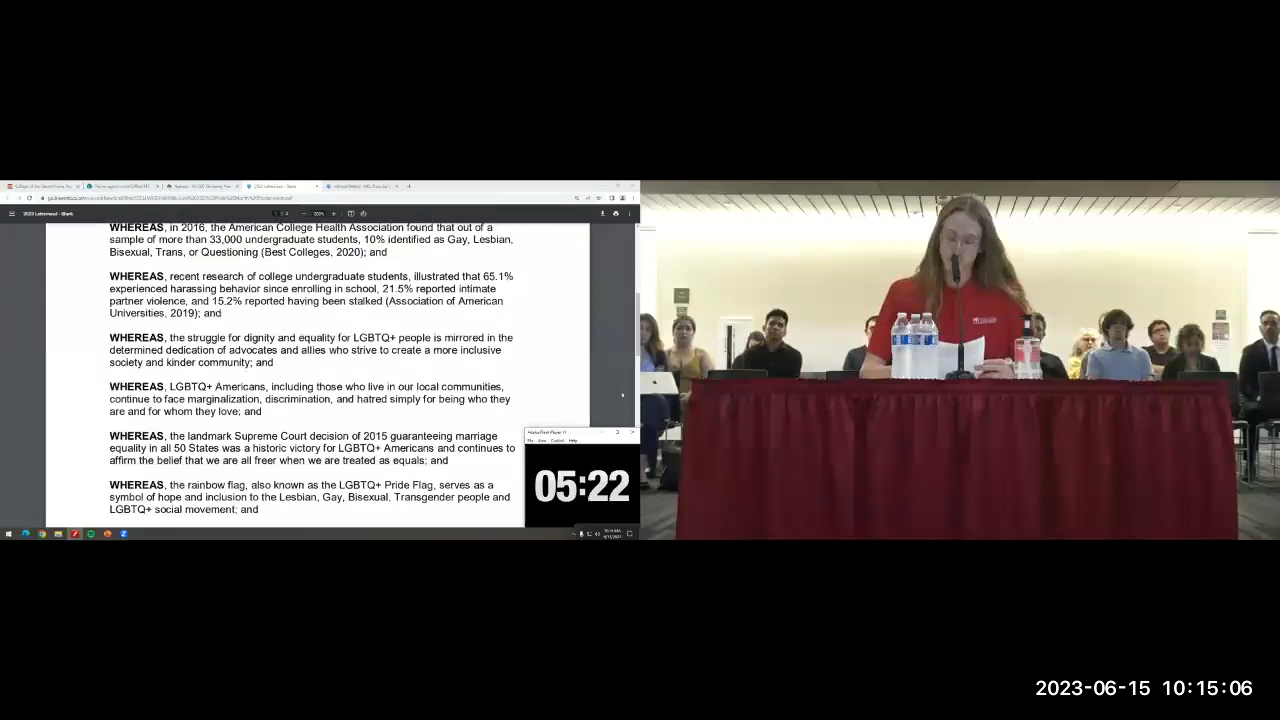 2023 Letterhead - Blank
WHEREAS, in 2016, the American College Health Association found that out of a
sample of more than 33,000 undergraduate students, 10% identified as Gay, Lesbian,
Bisexual, Trans, or Questioning (Best Colleges, 2020); and
WHEREAS, recent research of college undergraduate students, illustrated that 65.1%
experienced harassing behavior since enrolling in school, 21.5% reported intimate
partner violence, and 15.2% reported having been stalked (Association of American
Universities, 2019); and
WHEREAS, the struggle for dignity and equality for LGBTQ+ people is mirrored in the
determined dedication of advocates and allies who strive to create a more inclusive
society and kinder community; and
WHEREAS, LGBTQ+ Americans, including those who live in our local communities,
continue to face marginalization, discrimination, and hatred simply for being who they
are and for whom they love; and
WHEREAS, the landmark Supreme Court decision of 2015 guaranteeing marriage
equality in all 50 States was a historic victory for LGBTQ+ Americans and continues to
affirm the belief that we are all freer when we are treated as equals; and
WHEREAS, the rainbow flag, also known as the LGBTQ+ Pride Flag, serves as a
symbol of hope and inclusion to the Lesbian, Gay, Bisexual, Transgender people and
LGBTQ+ social movement; and
File View Control Help
05:22
2023-06-15 10:15:06